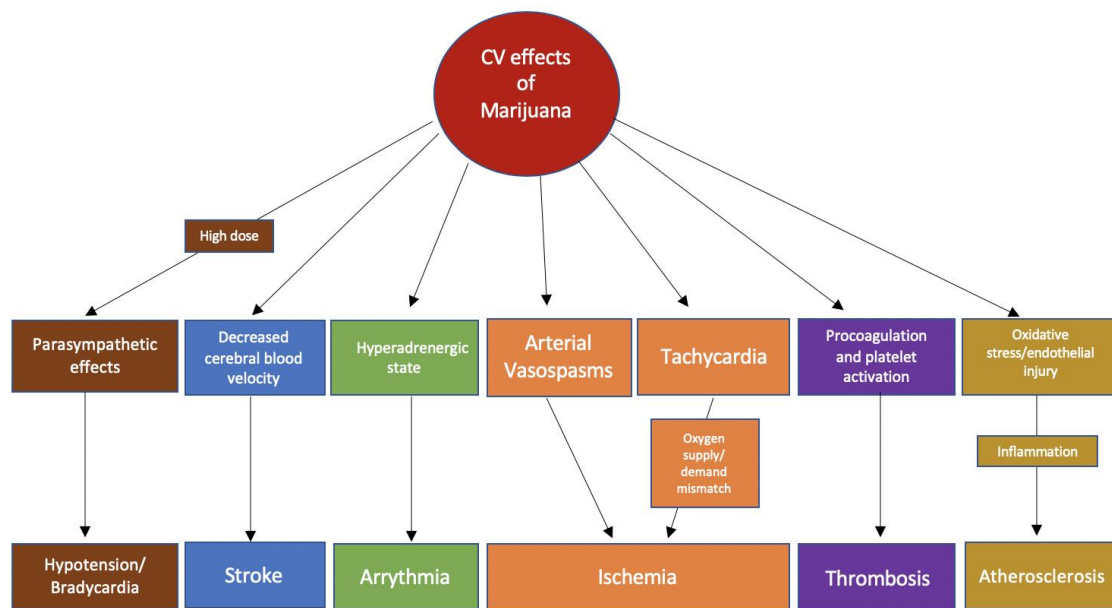 CV effects
of
Marijuana
High dose
Parasympathetic
effects
Decreased
cerebral blood
velocity
Hyperadrenergic
state
Arterial
Vasospasms
Tachycardia
Procoagulation
and platelet
activation
Oxidative
stress/endothelial
injury
Oxygen
supply/
demand
mismatch
Inflammation
Hypotension/
Bradycardia
Stroke
Arrythmia
Ischemia
Thrombosis
Atherosclerosis